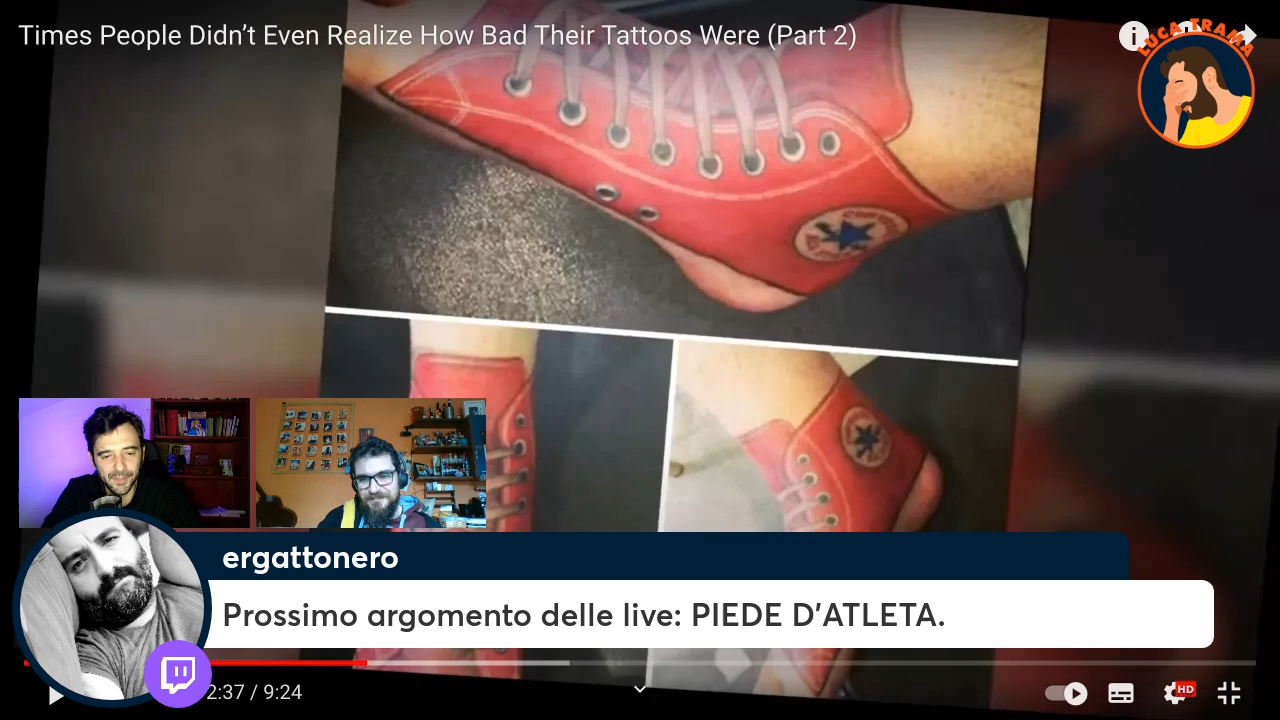 Times People Didn’t Even Realize How Bad Their Tattoos Were (Part 2)
LUCA TRAMA
ergattonero
Prossimo argomento delle live: PIEDE D’ATLETA.
2:37 / 9:24
HD